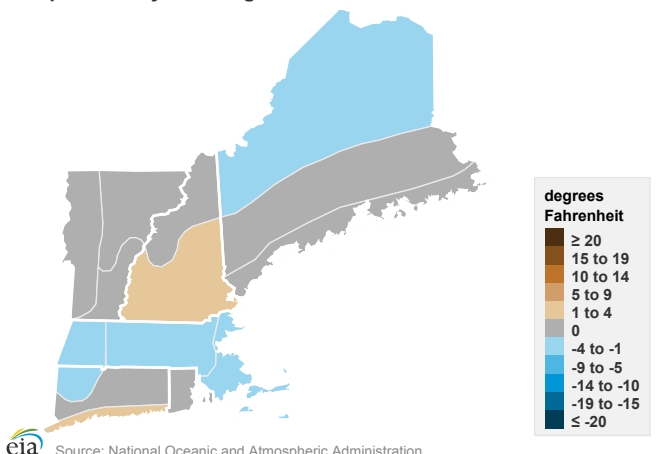 degrees
Fahrenheit
≥ 20
15 to 19
10 to 14
5 to 9
1 to 4
0
-4 to -1
-9 to -5
-14 to -10
-19 to -15
≤ -20
eia
Source: National Oceanic and Atmospheric Administration